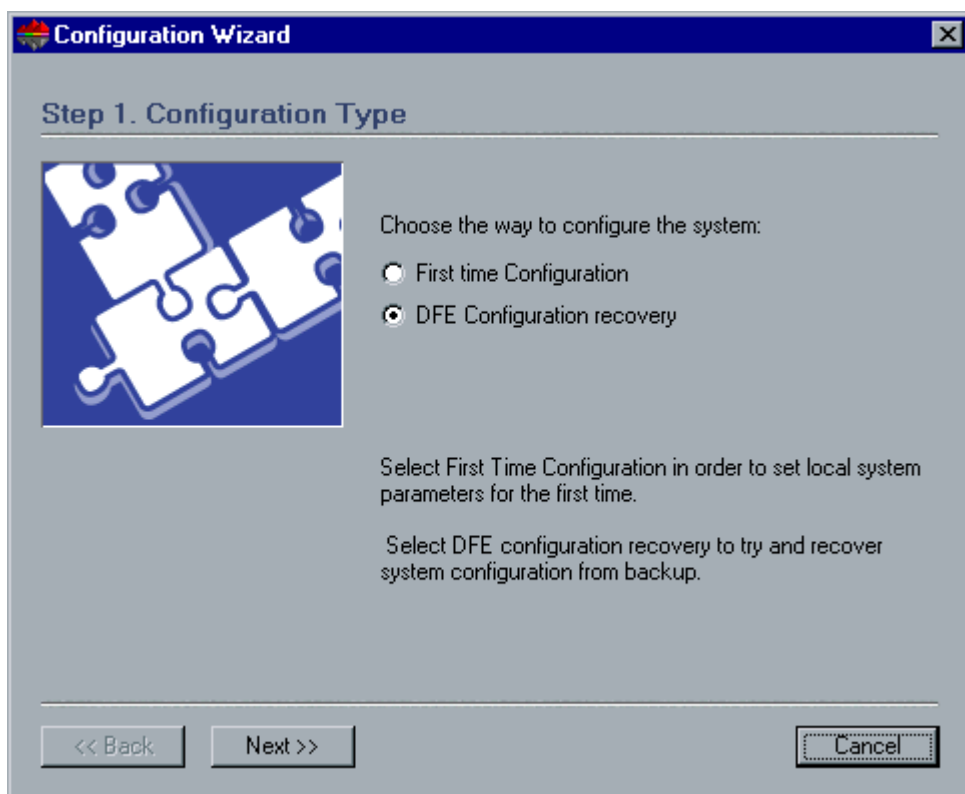 Configuration Wizard
Step 1. Configuration Type
Choose the way to configure the system:
First time Configuration
DFE Configuration recovery
Select First Time Configuration in order to set local system
parameters for the first time.
Select DFE configuration recovery to try and recover
system configuration from backup.
<< Back
Next >>
Cancel